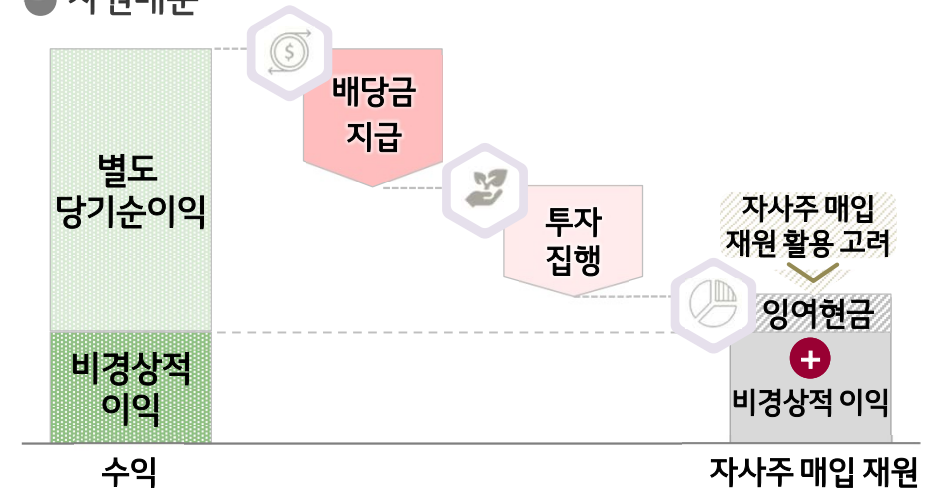 배당금
지급
별도
당기순이익
투자
집행
자사주 매입
재원 활용 고려
잉여현금
+
비경상적 이익
비경상적
이익
수익
자사주 매입 재원